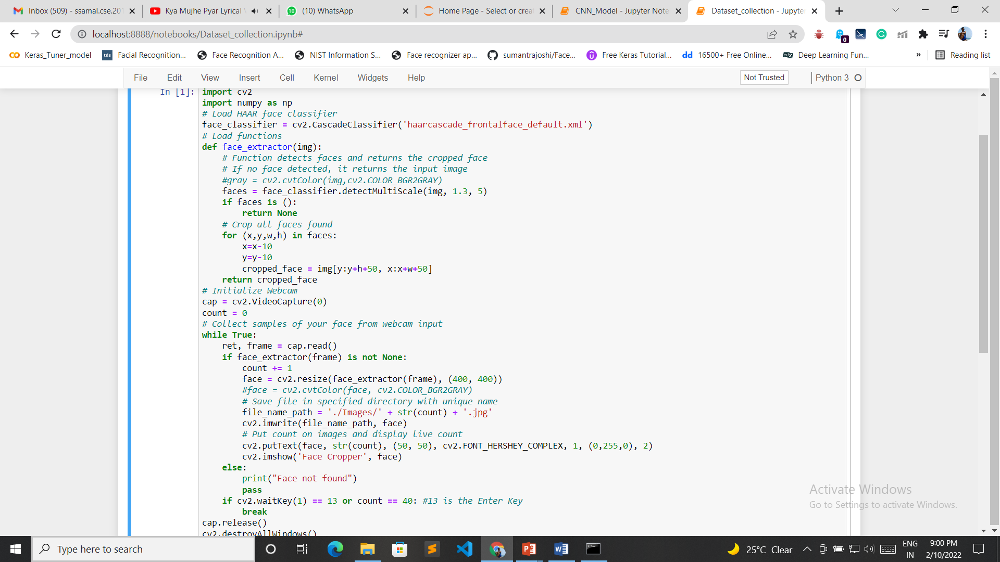 Inbox (509) - ssamal.cse.201
Kya Mujhe Pyar Lyrical
(10) WhatsApp
Home Page - Select or crea
CNN_Model - Jupyter Note
Dataset_collection - Jupyte
localhost:8888/notebooks/Dataset_collection.ipynb#
0
Keras_Tuner_model
tds
Facial Recognition...
Face Recognition A...
NIST Information S...
Face recognizer ap...
sumantrajoshi/Face...
Free Keras Tutorial...
dd
16500+ Free Online...
edX
Deep Learning Fun...
»
Reading list
File
Edit
View
Insert
Cell
Kernel
Widgets
Help
Not Trusted
Python 3
In [1]:
import cv2
import numpy as np
# Load HAAR face classifier
face_classifier = cv2.CascadeClassifier('haarcascade_frontalface_default.xml')
# Load functions
def face_extractor(img):
    # Function detects faces and returns the cropped face
    # If no face detected, it returns the input image
    #gray = cv2.cvtColor(img,cv2.COLOR_BGR2GRAY)
    faces = face_classifier.detectMultiScale(img, 1.3, 5)
    if faces is ():
        return None
    # Crop all faces found
    for (x,y,w,h) in faces:
        x=x-10
        y=y-10
        cropped_face = img[y:y+h+50, x:x+w+50]
    return cropped_face
# Initialize Webcam
cap = cv2.VideoCapture(0)
count = 0
# Collect samples of your face from webcam input
while True:
    ret, frame = cap.read()
    if face_extractor(frame) is not None:
        count += 1
        face = cv2.resize(face_extractor(frame), (400, 400))
        #face = cv2.cvtColor(face, cv2.COLOR_BGR2GRAY)
        # Save file in specified directory with unique name
        file_name_path = './Images/' + str(count) + '.jpg'
        cv2.imwrite(file_name_path, face)
        # Put count on images and display live count
        cv2.putText(face, str(count), (50, 50), cv2.FONT_HERSHEY_COMPLEX, 1, (0,255,0), 2)
        cv2.imshow('Face Cropper', face)
    else:
        print("Face not found")
        pass
    if cv2.waitKey(1) == 13 or count == 40: #13 is the Enter Key
        break
cap.release()
cv2.destroyAllWindows()
Activate Windows
Go to Settings to activate Windows.
Type here to search
25°C Clear
ENG
IN
9:00 PM
2/10/2022